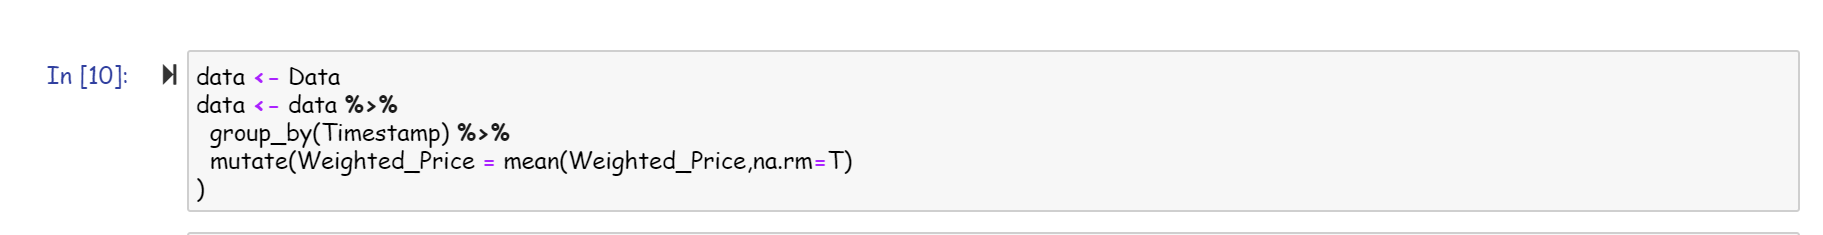 In [10]:
data <- Data
data <- data %>%
  group_by(Timestamp) %>%
  mutate(Weighted_Price = mean(Weighted_Price,na.rm=T)
)